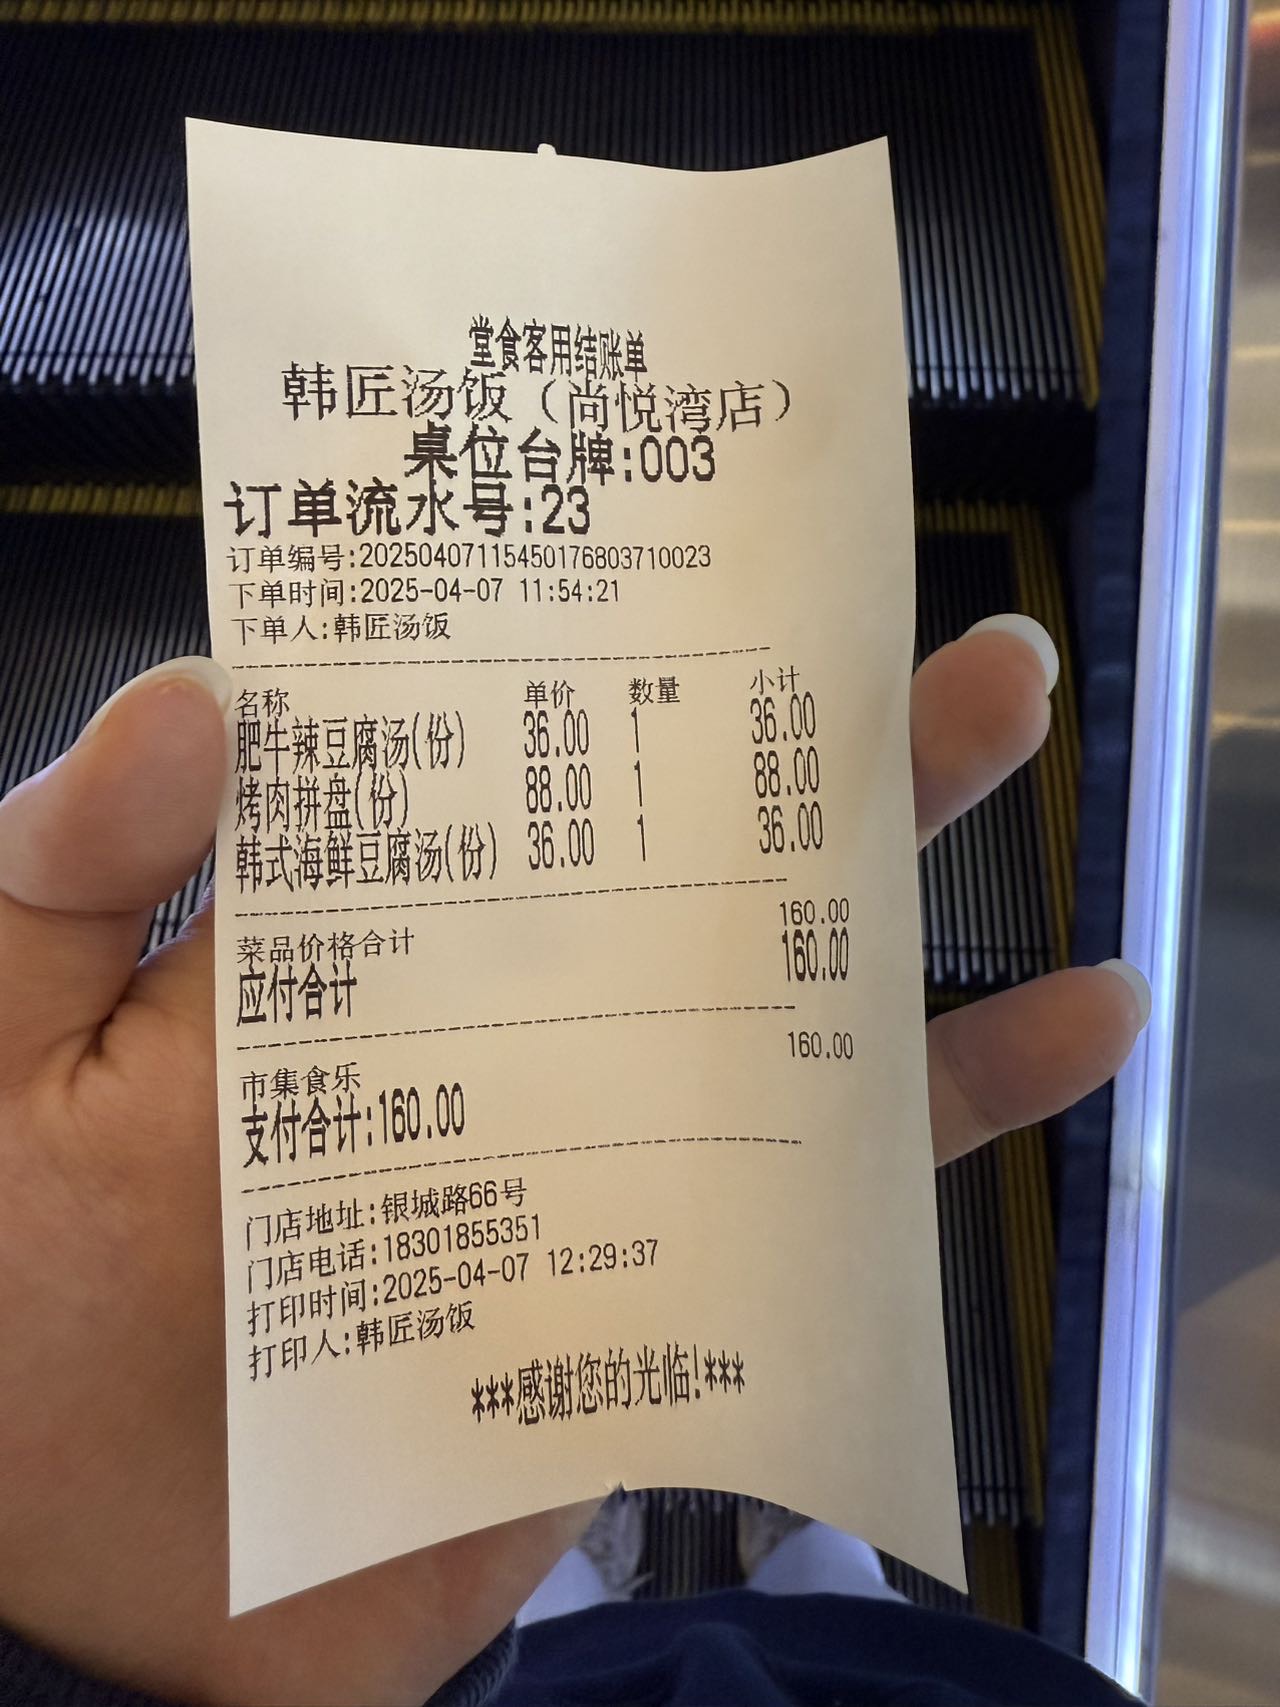 堂食客用结账单
韩匠汤饭（尚悦湾店）
桌位台牌:003
订单流水号:23
订单编号:20250407115450176803710023
下单时间:2025-04-07 11:54:21
下单人:韩匠汤饭
名称 单价 数量 小计
肥牛辣豆腐汤(份) 36.00 1 36.00
烤肉拼盘(份) 88.00 1 88.00
韩式海鲜豆腐汤(份) 36.00 1 36.00
菜品价格合计 160.00
应付合计 160.00
市集食乐 160.00
支付合计:160.00
门店地址:银城路66号
门店电话:18301855351
打印时间:2025-04-07 12:29:37
打印人:韩匠汤饭
***感谢您的光临!***